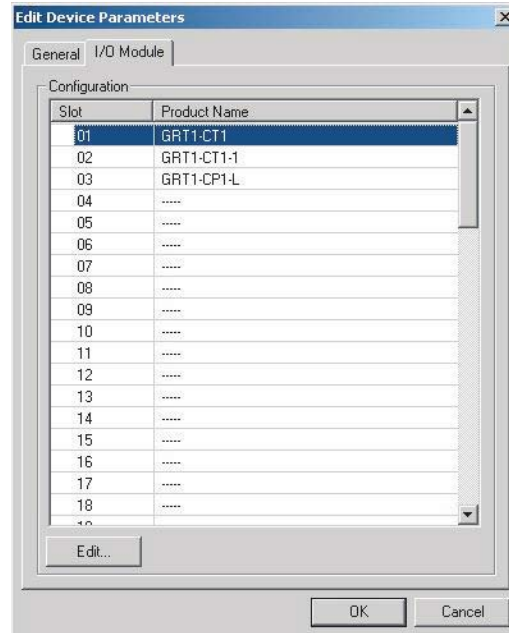 Edit Device Parameters
General I/O Module
Configuration
Slot Product Name
01 GRT1-CT1
02 GRT1-CT1-1
03 GRT1-CP1-L
04 -----
05 -----
06 -----
07 -----
08 -----
09 -----
10 -----
11 -----
12 -----
13 -----
14 -----
15 -----
16 -----
17 -----
18 -----
Edit...
OK Cancel